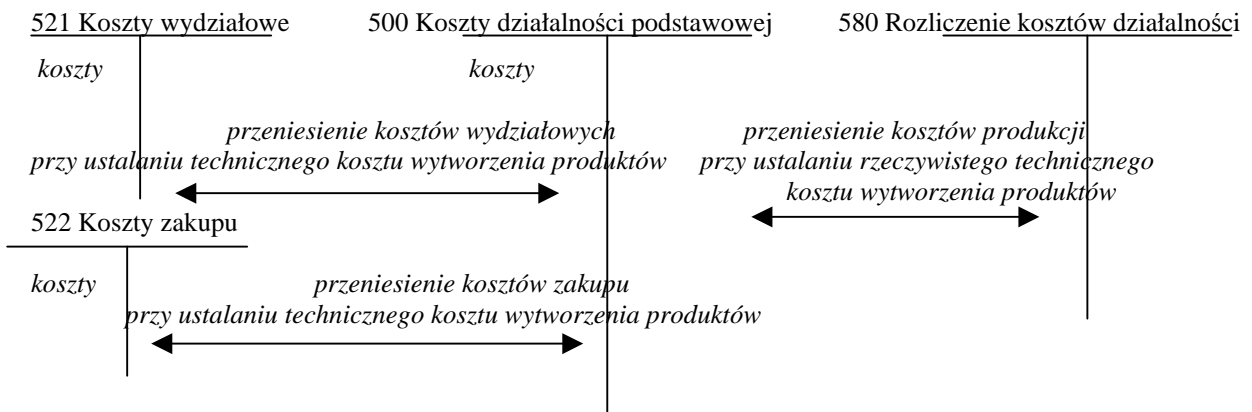 521 Koszty wydziałowe 500 Koszty działalności podstawowej 580 Rozliczenie kosztów działalności
koszty koszty
przeniesienie kosztów wydziałowych
przy ustalaniu technicznego kosztu wytworzenia produktów
przeniesienie kosztów produkcji
przy ustalaniu rzeczywistego technicznego
kosztu wytworzenia produktów
522 Koszty zakupu
koszty
przeniesienie kosztów zakupu
przy ustalaniu technicznego kosztu wytworzenia produktów